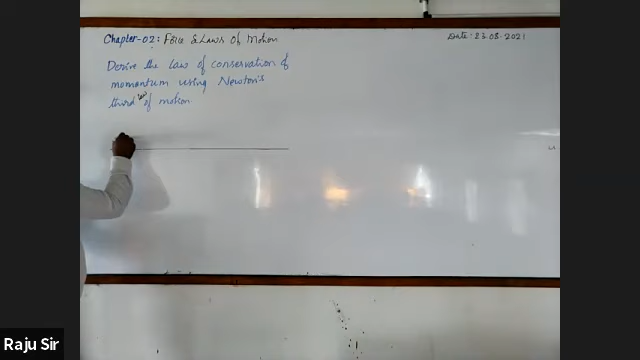 Chapter-02: Force & Laws Of Motion
Date: 23.08.2021
Derive the law of conservation of
momentum using Newton's
third law of motion
Raju Sir